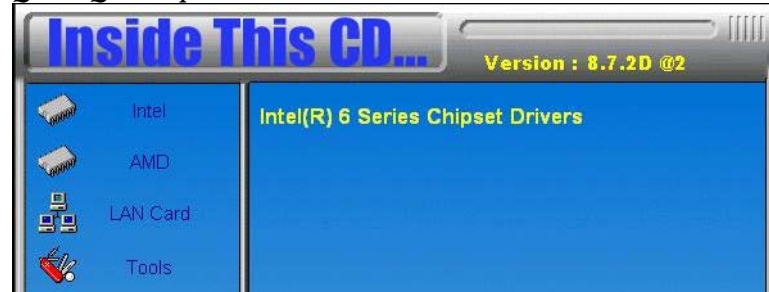 Inside This CD...
Version : 8.7.2D @2
Intel
Intel(R) 6 Series Chipset Drivers
AMD
LAN Card
Tools